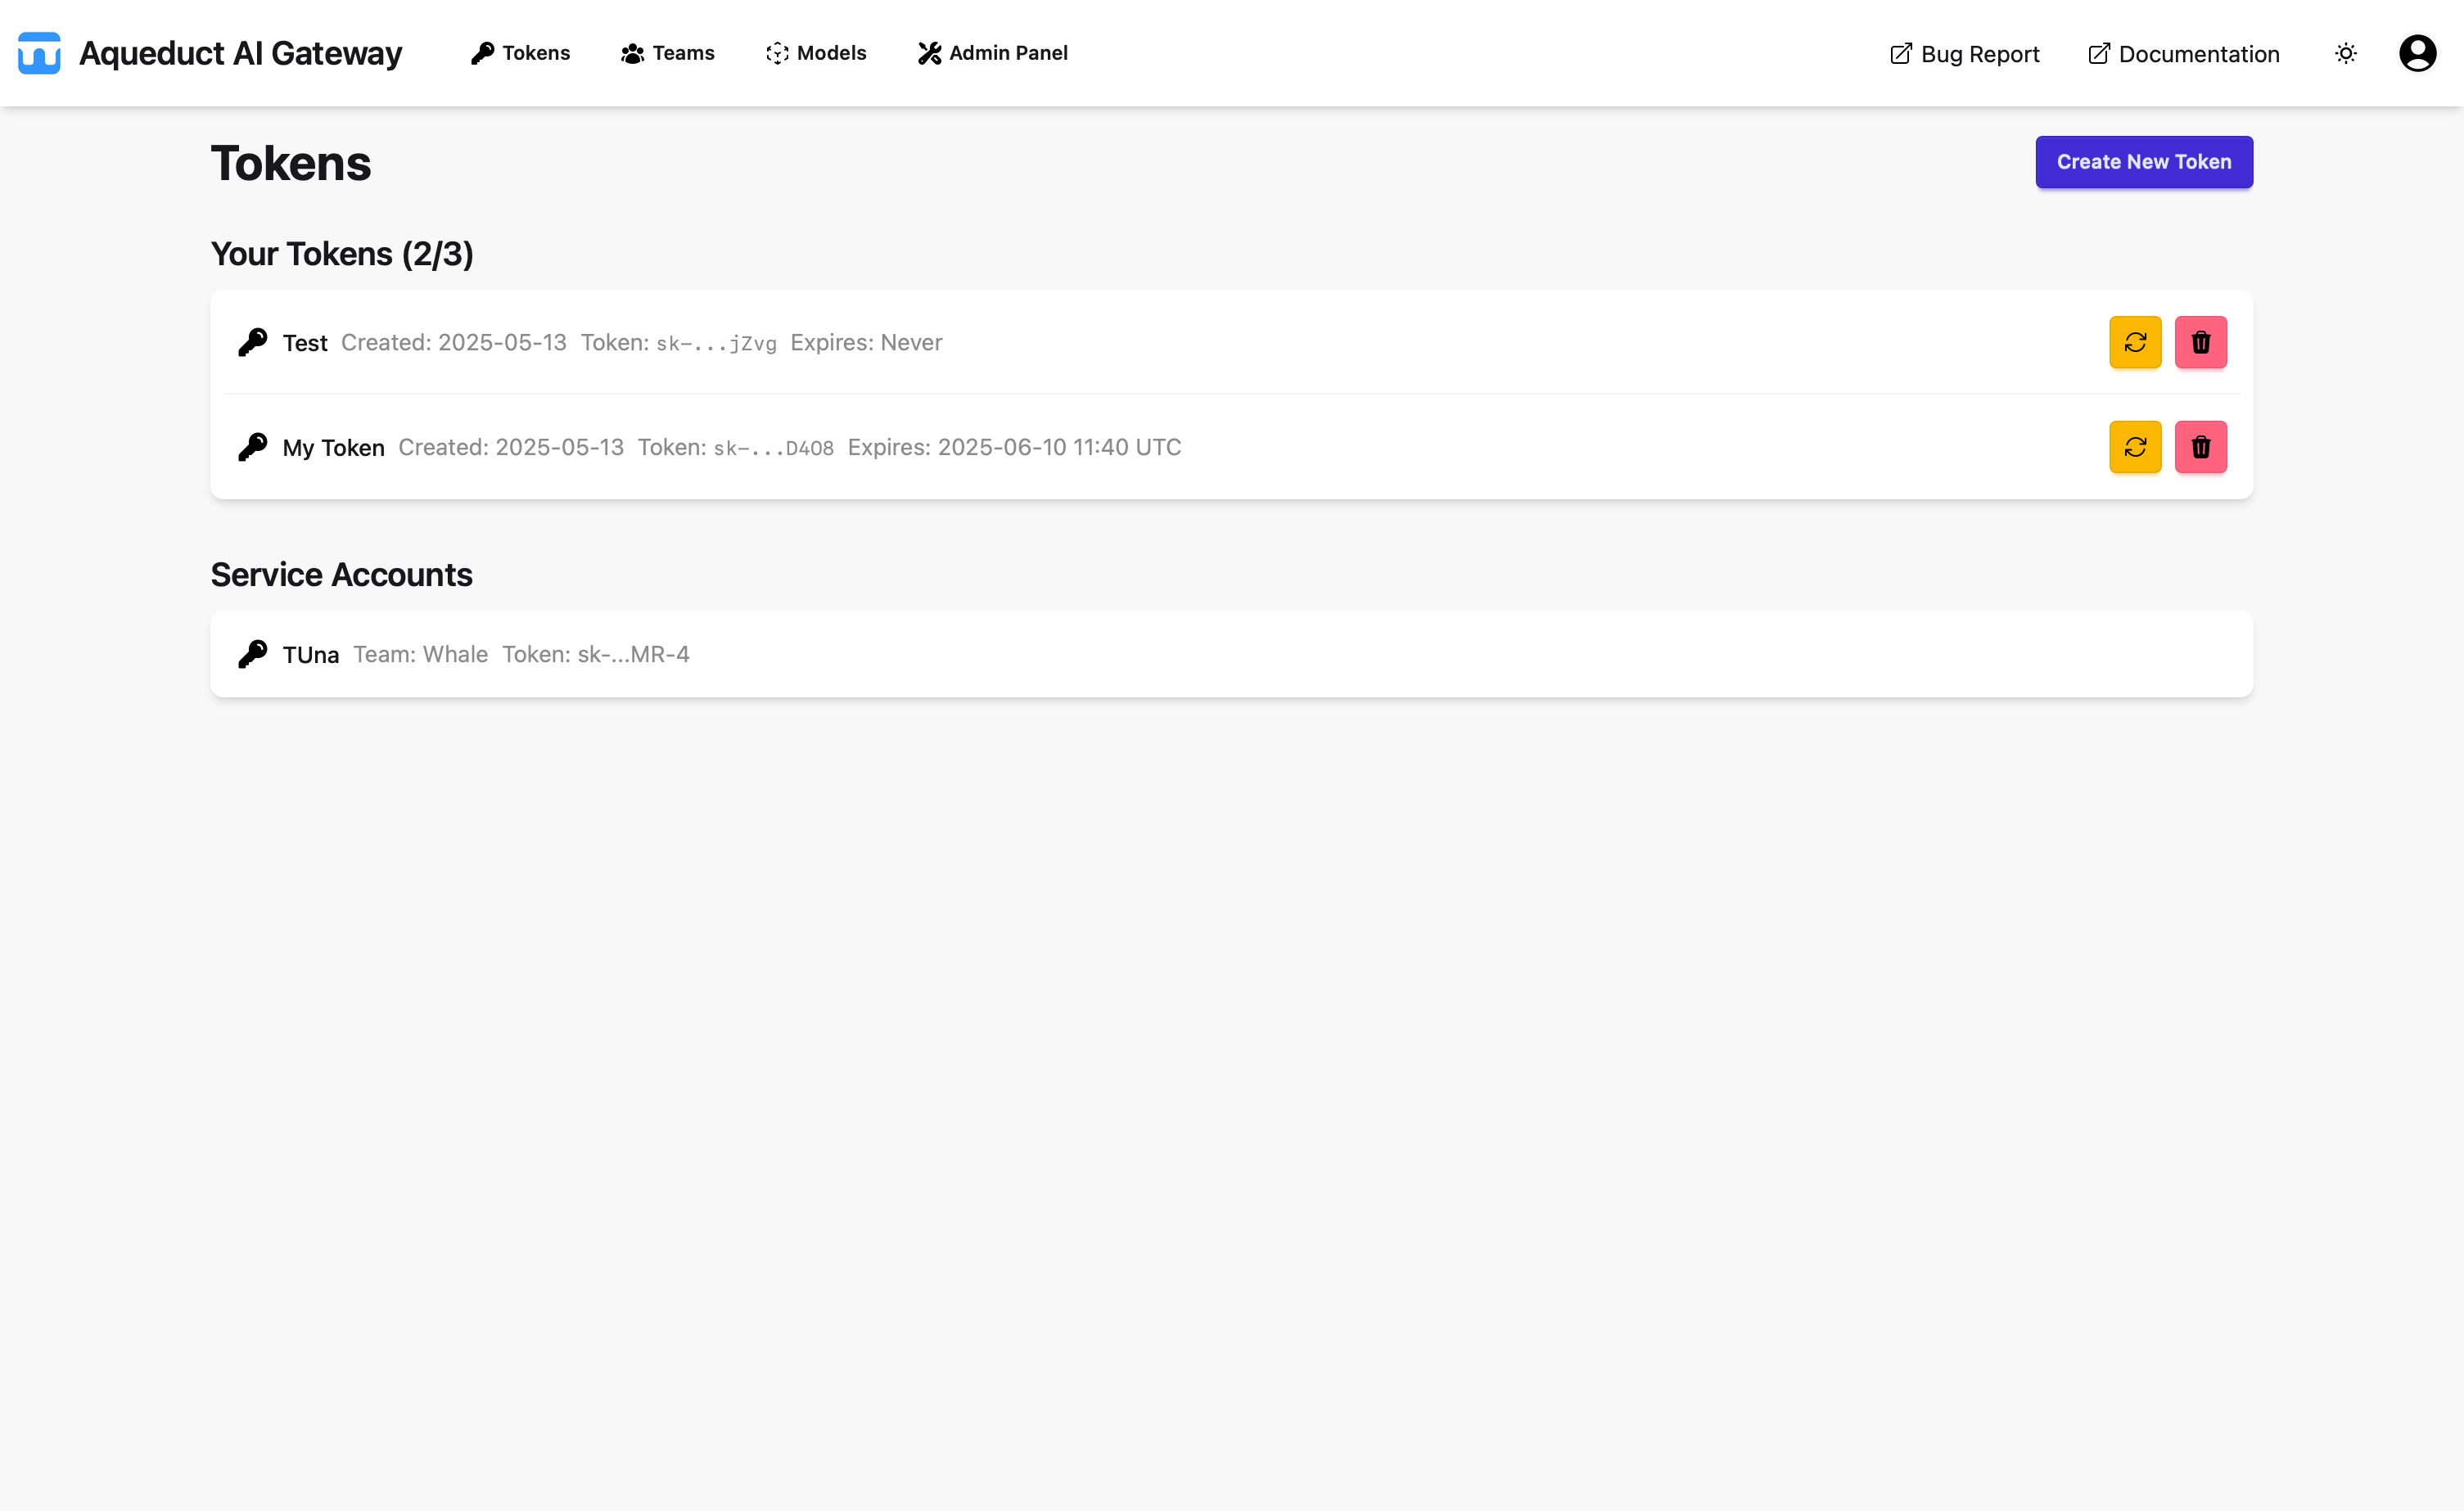 Aqueduct AI Gateway Tokens Teams Models Admin Panel Bug Report Documentation
Tokens
Create New Token
Your Tokens (2/3)
Test Created: 2025-05-13 Token: sk-...jZvg Expires: Never
My Token Created: 2025-05-13 Token: sk-...D4O8 Expires: 2025-06-10 11:40 UTC
Service Accounts
TUna Team: Whale Token: sk-...MR-4